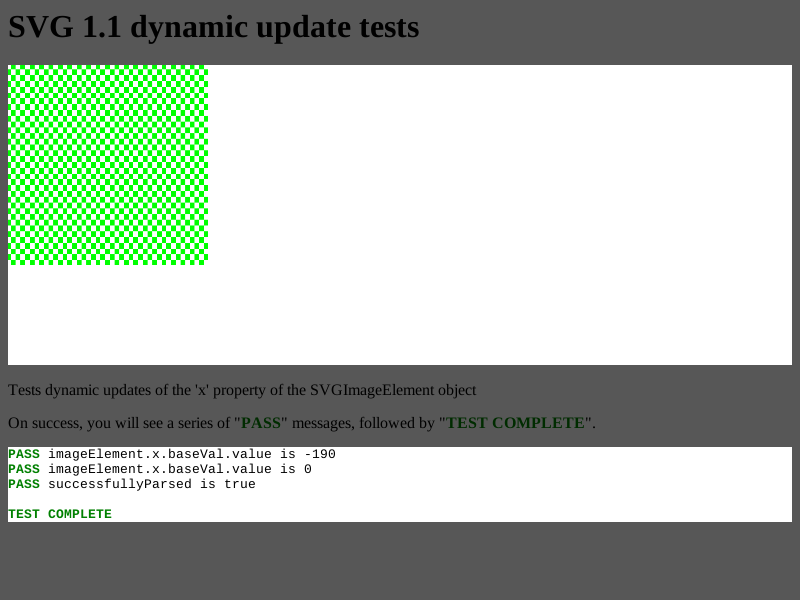 SVG 1.1 dynamic update tests
Tests dynamic updates of the 'x' property of the SVGImageElement object
On success, you will see a series of "PASS" messages, followed by "TEST COMPLETE".
PASS imageElement.x.baseVal.value is -190
PASS imageElement.x.baseVal.value is 0
PASS successfullyParsed is true
TEST COMPLETE